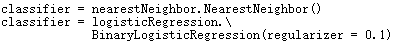 classifier = nearestNeighbor.NearestNeighbor()
classifier = logisticRegression.\
BinaryLogisticRegression(regularizer = 0.1)